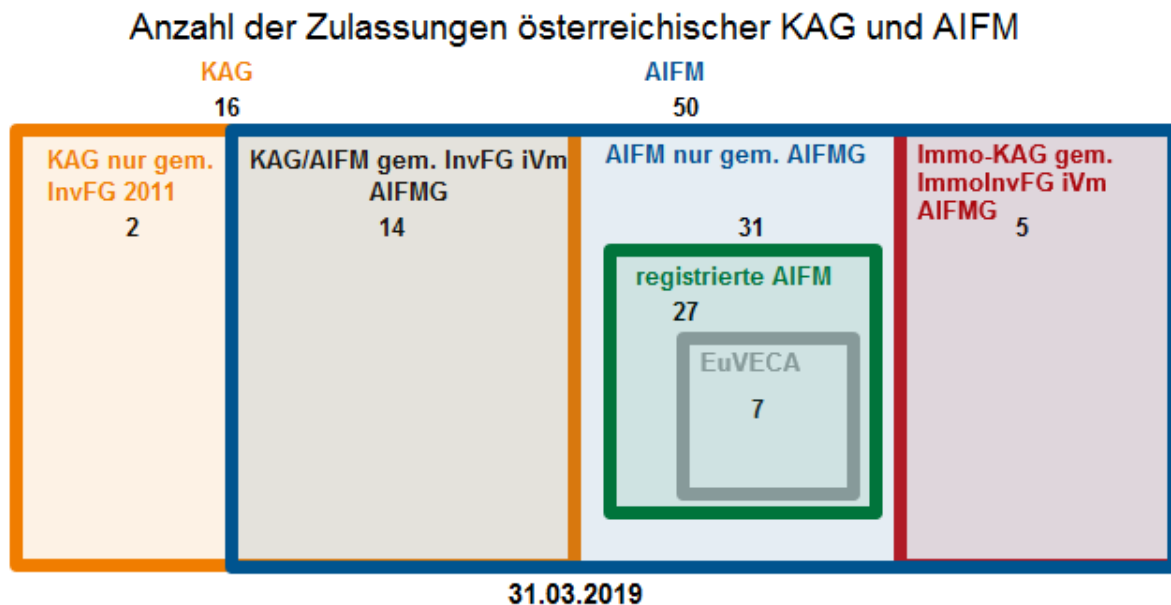 Anzahl der Zulassungen österreichischer KAG und AIFM
KAG
16
AIFM
50
KAG nur gem.
InvFG 2011
2
KAG/AIFM gem. InvFG iVm
AIFMG
14
AIFM nur gem. AIFMG
31
registrierte AIFM
27
EuVECA
7
Immo-KAG gem.
ImmoInvFG iVm
AIFMG
5
31.03.2019